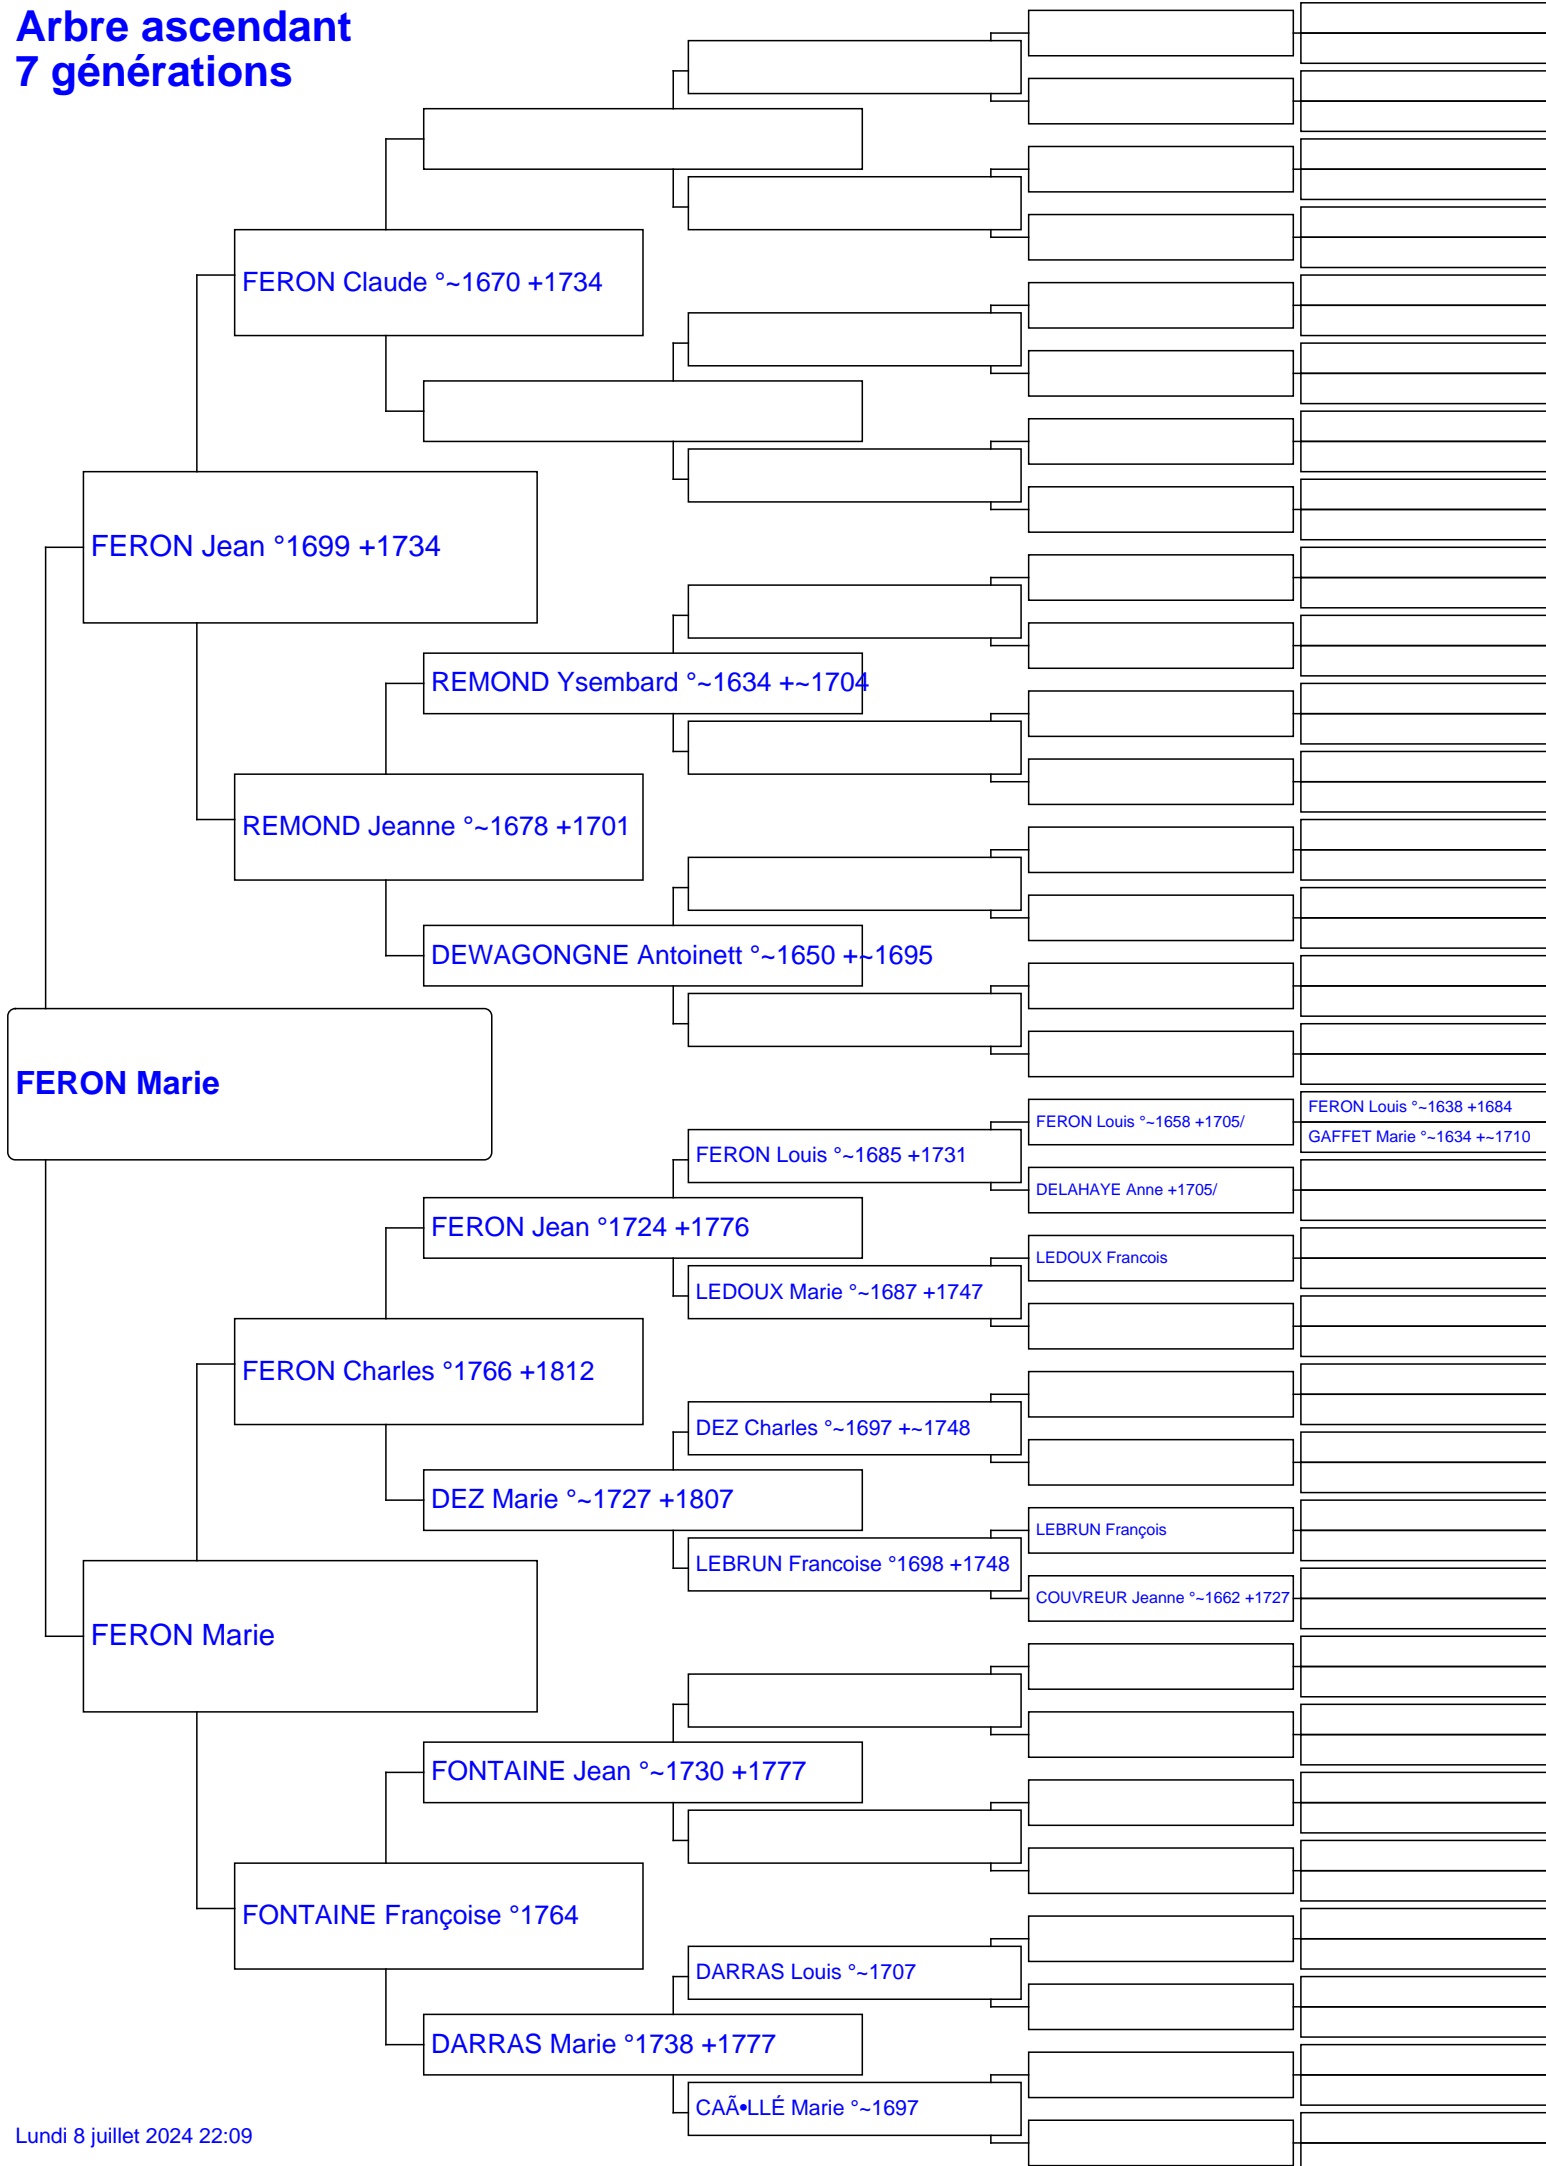 Arbre ascendant
7 générations
FERON Claude °~1670 +1734
FERON Jean °1699 +1734
REMOND Ysembard °~1634 +~1704
REMOND Jeanne °~1678 +1701
DEWAGONGNE Antoinett °~1650 +~1695
FERON Marie
FERON Louis °~1638 +1684
FERON Louis °~1658 +1705/
GAFFET Marie °~1634 +~1710
FERON Louis °~1685 +1731
DELAHAYE Anne +1705/
FERON Jean °1724 +1776
LEDOUX Francois
LEDOUX Marie °~1687 +1747
FERON Charles °1766 +1812
DEZ Charles °~1697 +~1748
DEZ Marie °~1727 +1807
LEBRUN François
LEBRUN Francoise °1698 +1748
COUVREUR Jeanne °~1662 +1727
FERON Marie
FONTAINE Jean °~1730 +1777
FONTAINE Françoise °1764
DARRAS Louis °~1707
DARRAS Marie °1738 +1777
CAÃ•LLÉ Marie °~1697
Lundi 8 juillet 2024 22:09